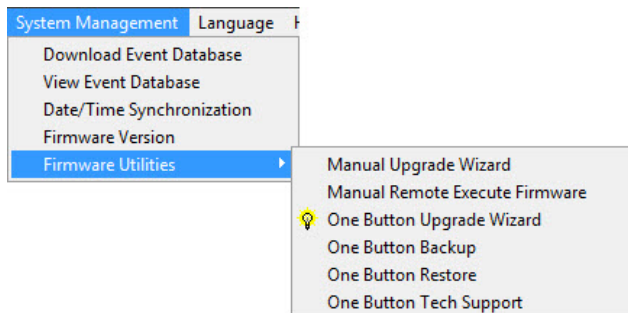 System Management Language H
Download Event Database
View Event Database
Date/Time Synchronization
Firmware Version
Firmware Utilities
Manual Upgrade Wizard
Manual Remote Execute Firmware
One Button Upgrade Wizard
One Button Backup
One Button Restore
One Button Tech Support